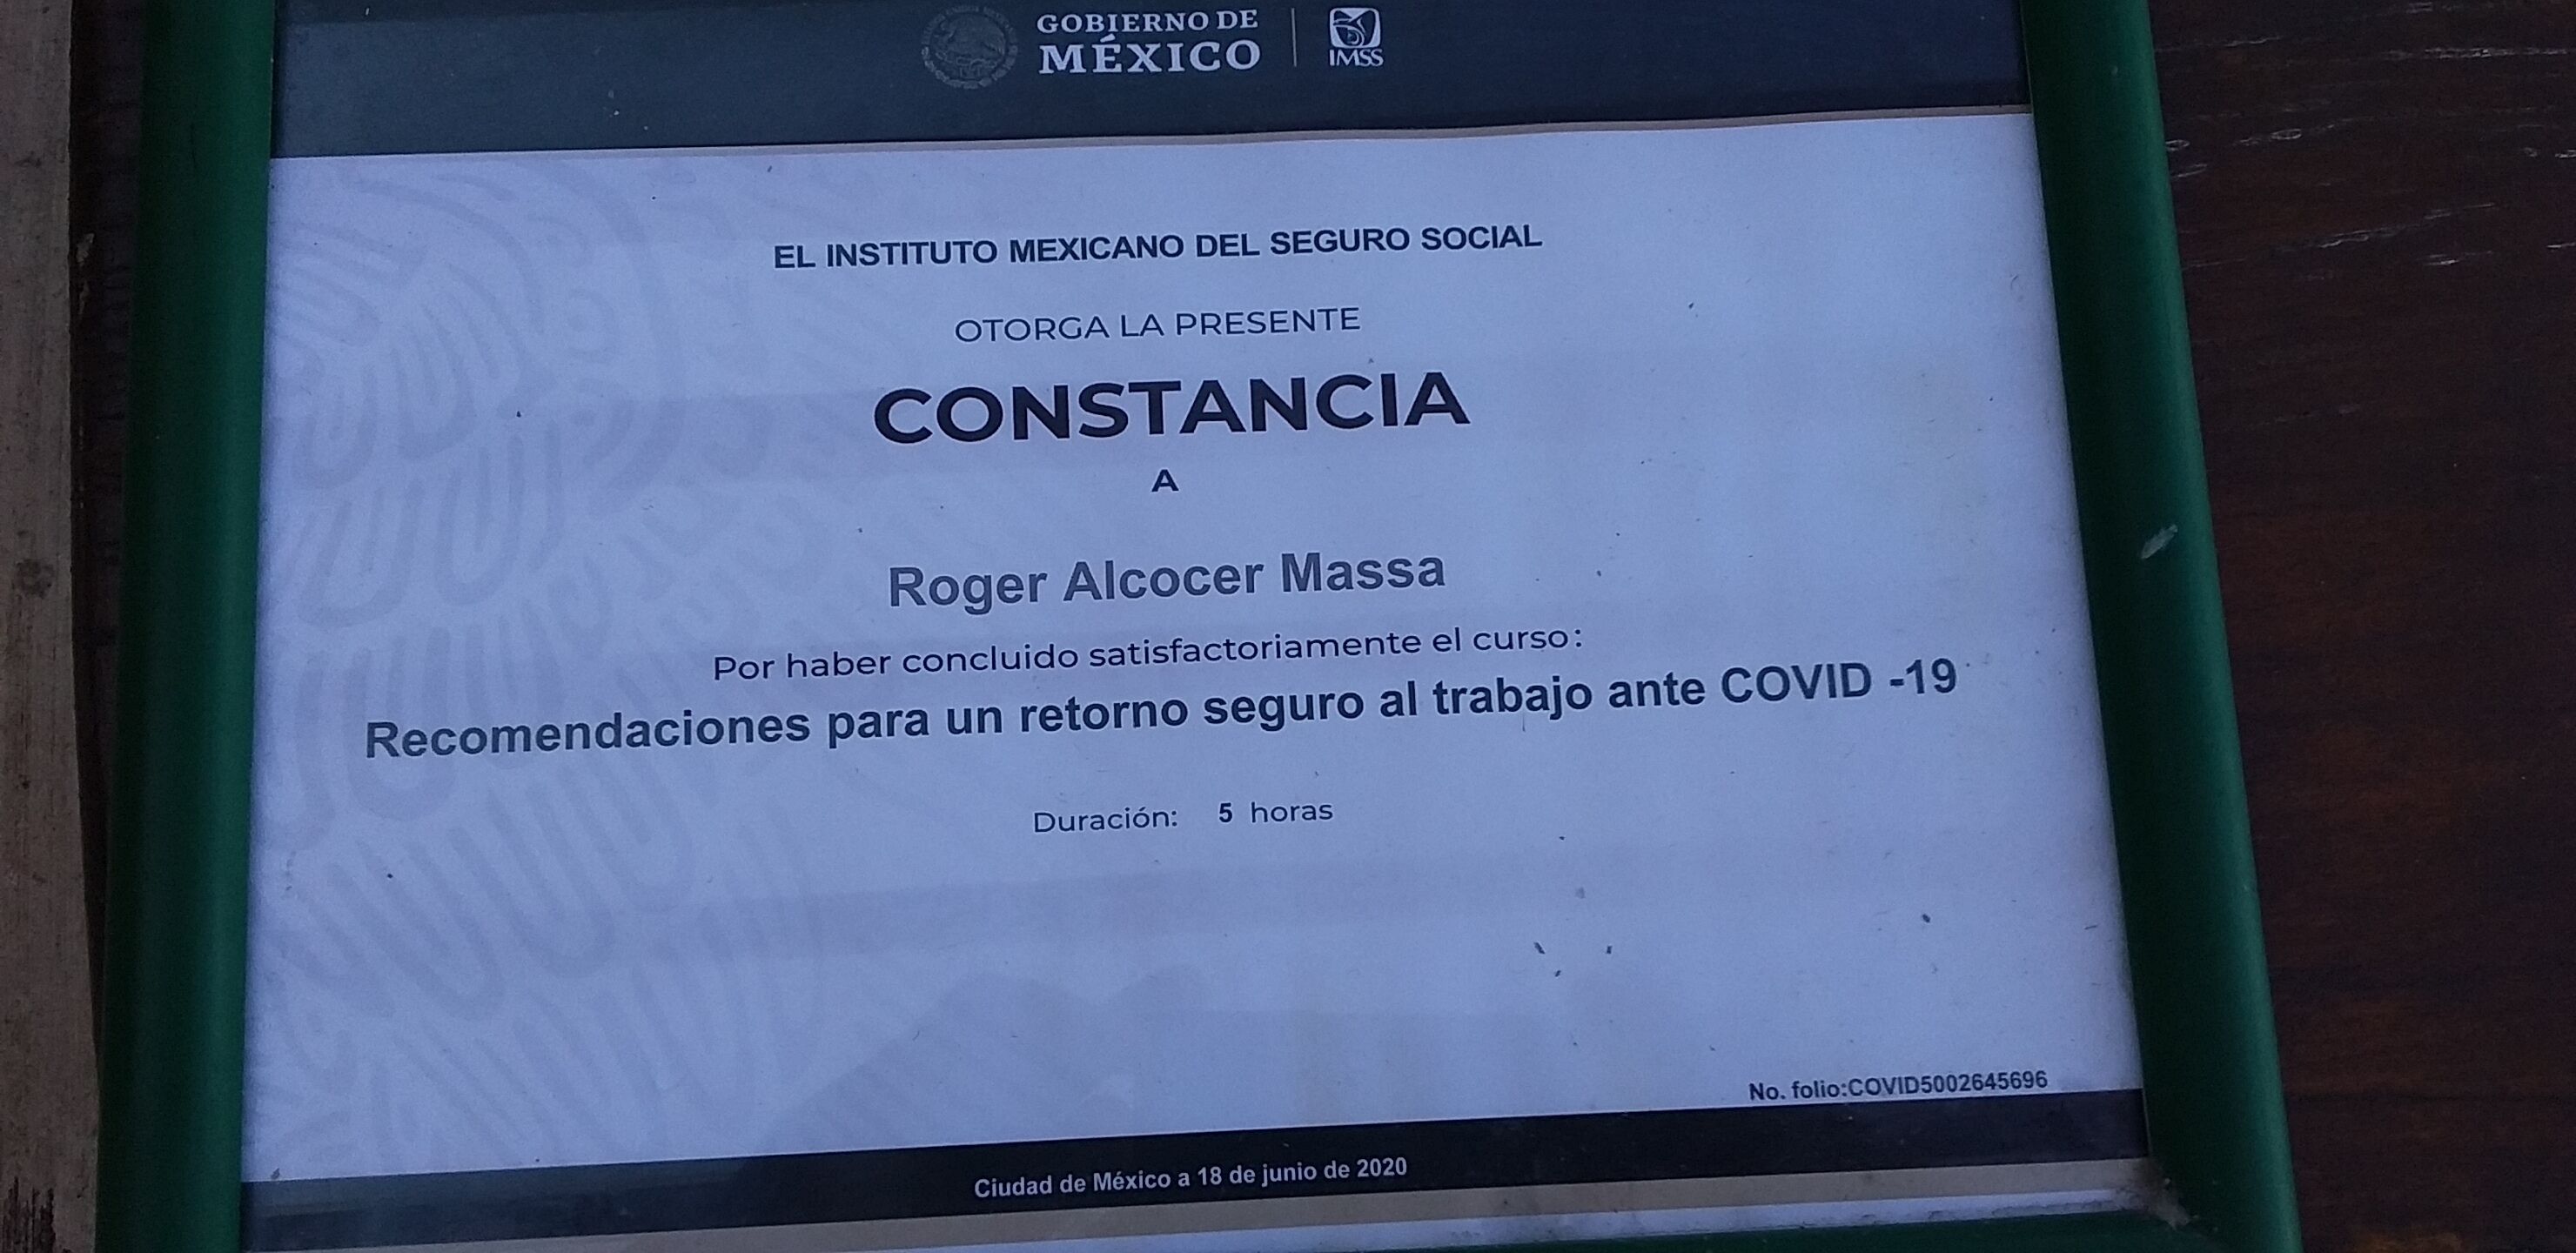 GOBIERNO DE
MÉXICO
IMSS
EL INSTITUTO MEXICANO DEL SEGURO SOCIAL
OTORGA LA PRESENTE
CONSTANCIA
A
Roger Alcocer Massa
Por haber concluido satisfactoriamente el curso:
Recomendaciones para un retorno seguro al trabajo ante COVID -19
Duración: 5 horas
No. folio:COVID5002645696
Ciudad de México a 18 de junio de 2020